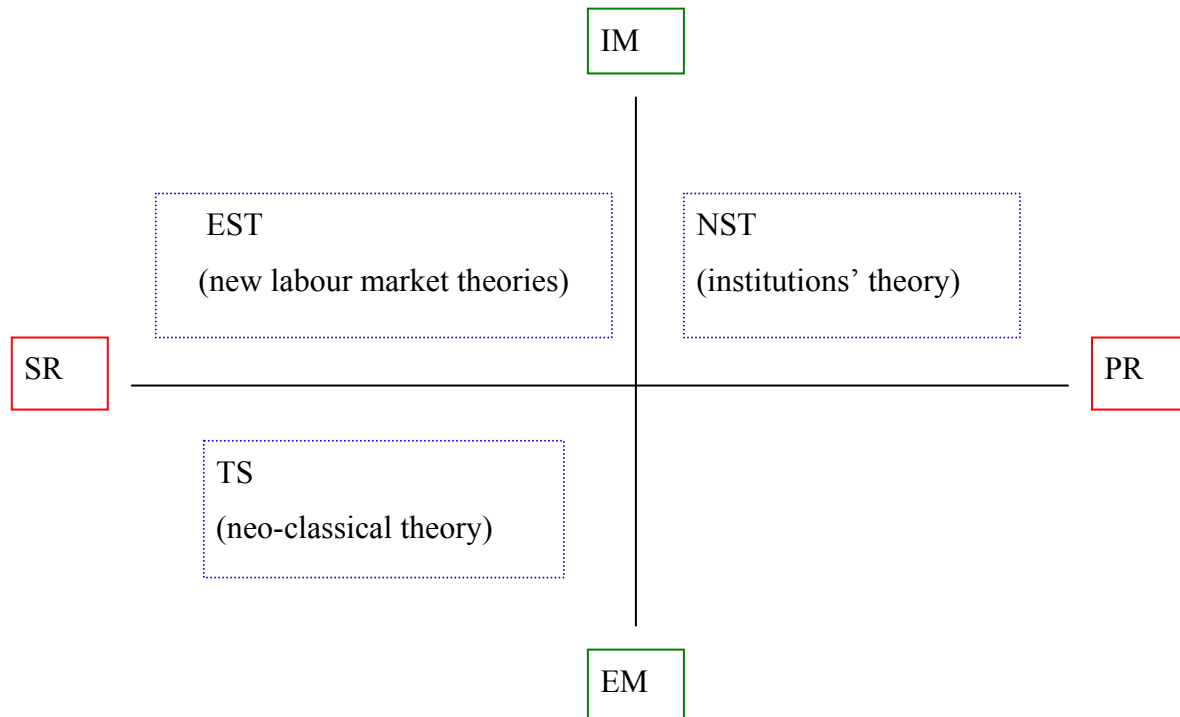 IM
EST
(new labour market theories)
NST
(institutions’ theory)
SR
PR
TS
(neo-classical theory)
EM